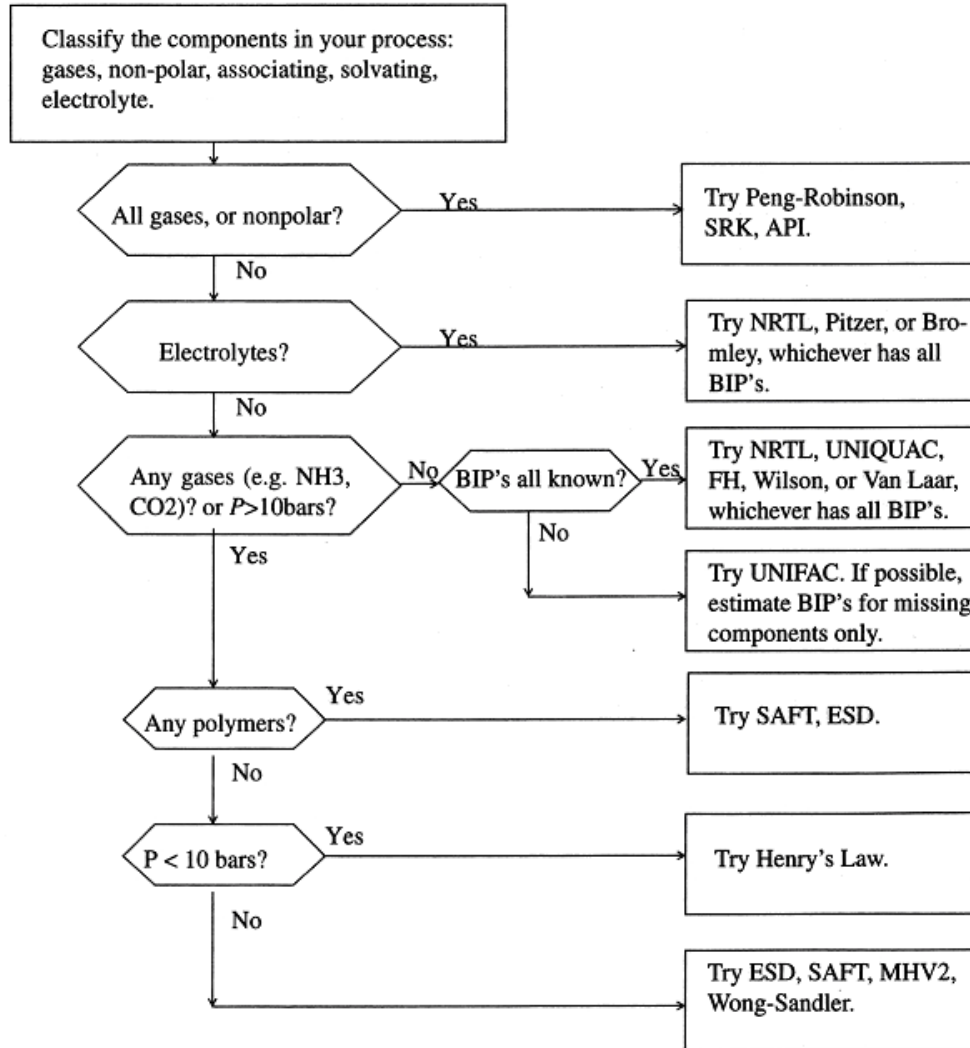 Classify the components in your process:
gases, non-polar, associating, solvating,
electrolyte.
All gases, or nonpolar?
Yes
Try Peng-Robinson,
SRK, API.
No
Electrolytes?
Yes
Try NRTL, Pitzer, or Bro-
mley, whichever has all
BIP's.
No
Any gases (e.g. NH3,
CO2)? or P>10bars?
No
BIP's all known?
Yes
Try NRTL, UNIQUAC,
FH, Wilson, or Van Laar,
whichever has all BIP's.
No
Try UNIFAC. If possible,
estimate BIP's for missing
components only.
Yes
Any polymers?
Yes
Try SAFT, ESD.
No
P < 10 bars?
Yes
Try Henry's Law.
No
Try ESD, SAFT, MHV2,
Wong-Sandler.